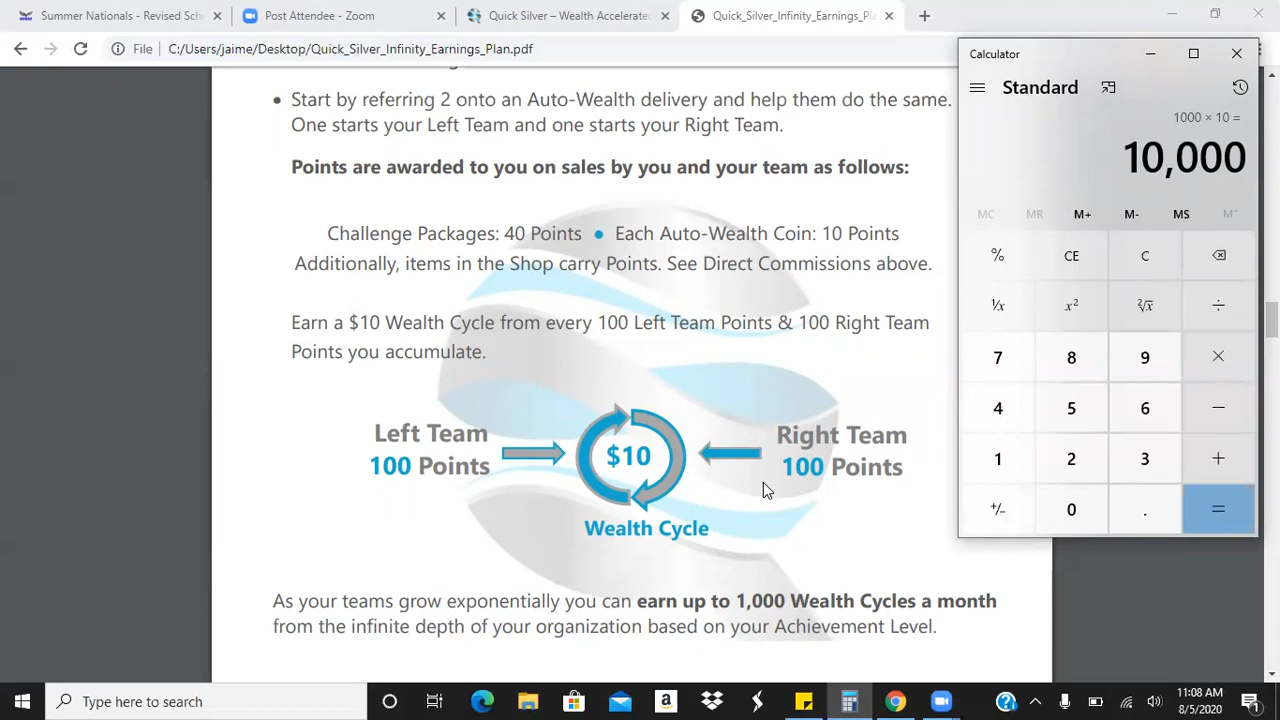 Summer Nationals - Revised Sch
Post Attendee - Zoom
Quick Silver – Wealth Accelerate
Quick_Silver_Infinity_Earnings_Pla
File C:/Users/jaime/Desktop/Quick_Silver_Infinity_Earnings_Plan.pdf
• Start by referring 2 onto an Auto-Wealth delivery and help them do the same.
One starts your Left Team and one starts your Right Team.
Points are awarded to you on sales by you and your team as follows:
Challenge Packages: 40 Points • Each Auto-Wealth Coin: 10 Points
Additionally, items in the Shop carry Points. See Direct Commissions above.
Earn a $10 Wealth Cycle from every 100 Left Team Points & 100 Right Team
Points you accumulate.
Left Team
100 Points
$10
Wealth Cycle
Right Team
100 Points
As your teams grow exponentially you can earn up to 1,000 Wealth Cycles a month
from the infinite depth of your organization based on your Achievement Level.
Calculator
Standard
1000 × 10 =
10,000
MC MR M+ M- MS M˅
% CE C
¹/x x² ²√x ÷
7 8 9 ×
4 5 6 −
1 2 3 +
+/− 0 . =
Type here to search
11:08 AM
8/5/2020
1